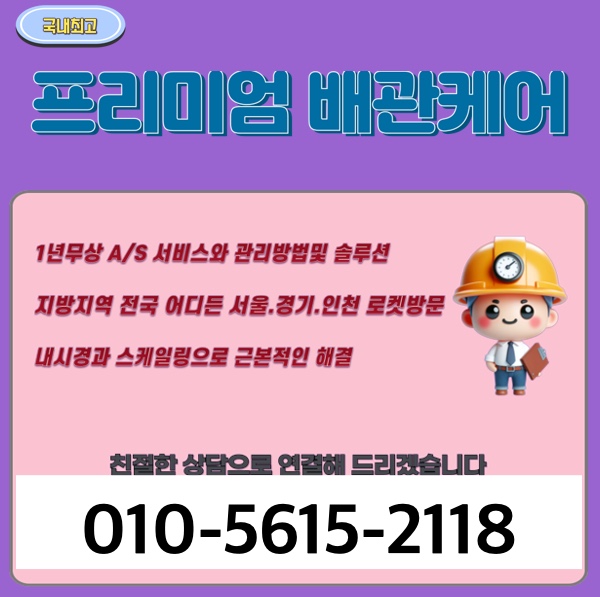 국내최고
프리미엄 배관케어
1년무상 A/S 서비스와 관리방법및 솔루션
지방지역 전국 어디든 서울.경기.인천 로켓방문
내시경과 스케일링으로 근본적인 해결
친절한 상담으로 연결해 드리겠습니다
010-5615-2118